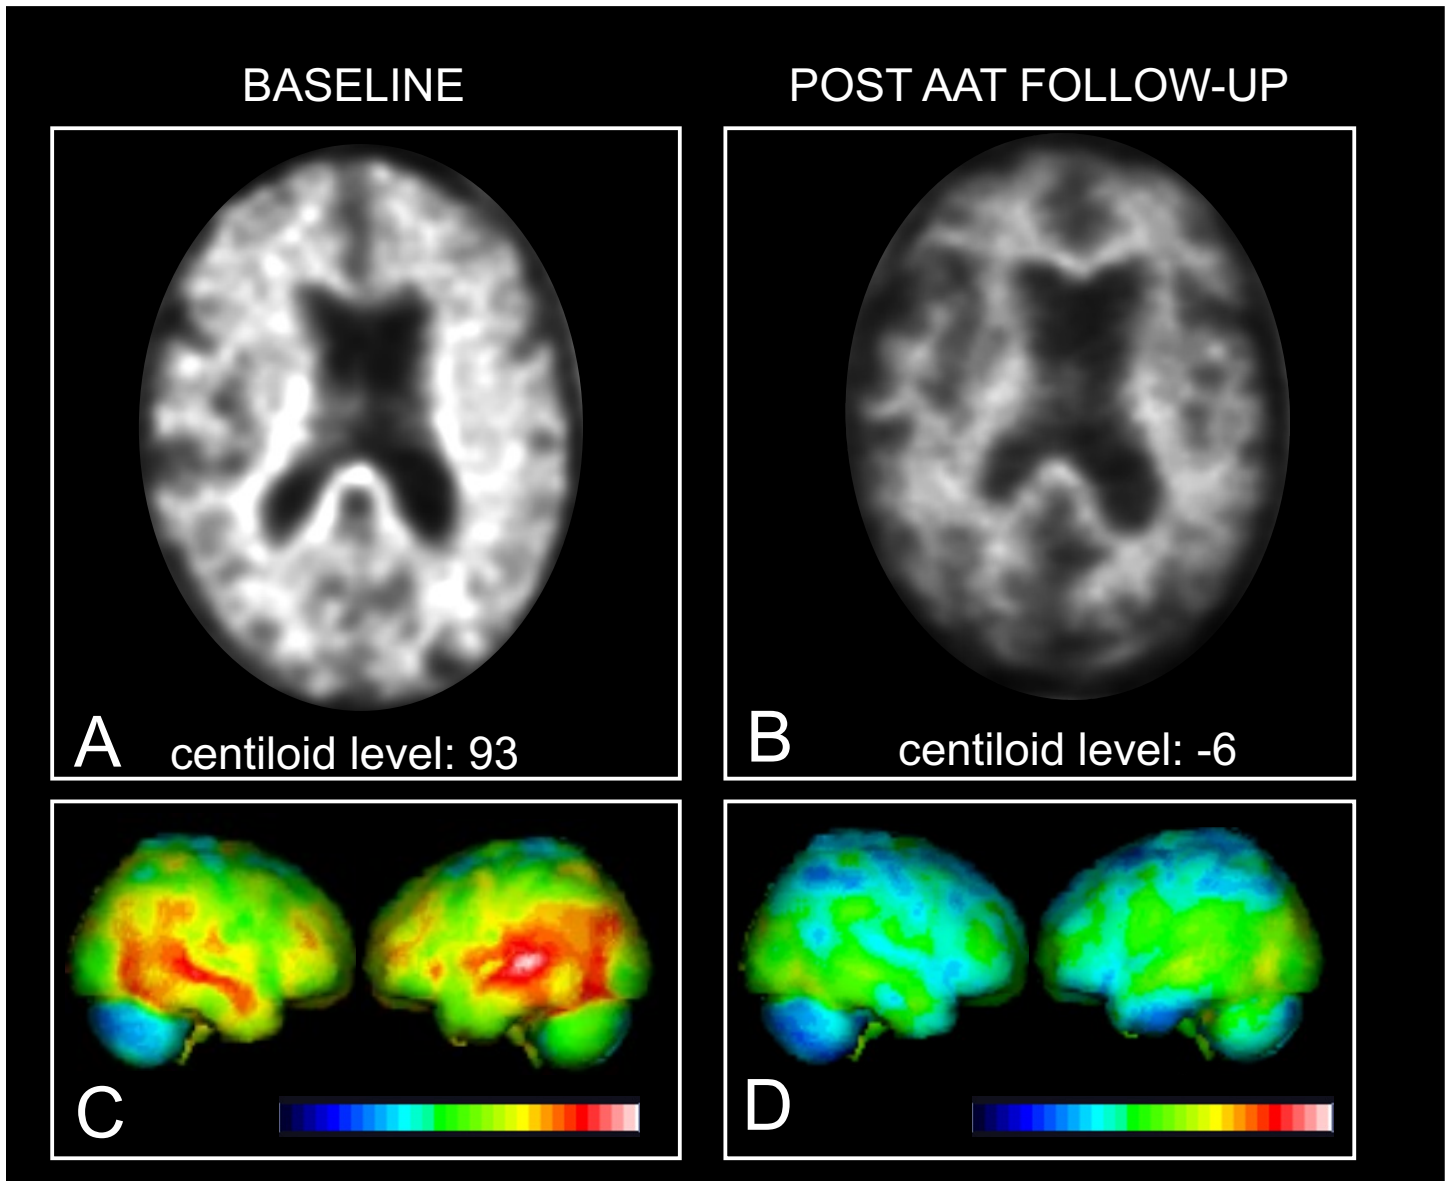 BASELINE
POST AAT FOLLOW-UP
A
centiloid level: 93
B
centiloid level: -6
C
D